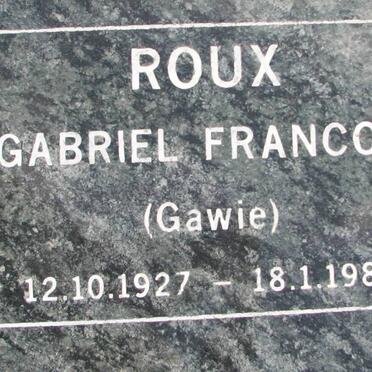 ROUX
GABRIEL FRANCO
(Gawie)
12.10.1927 – 18.1.198